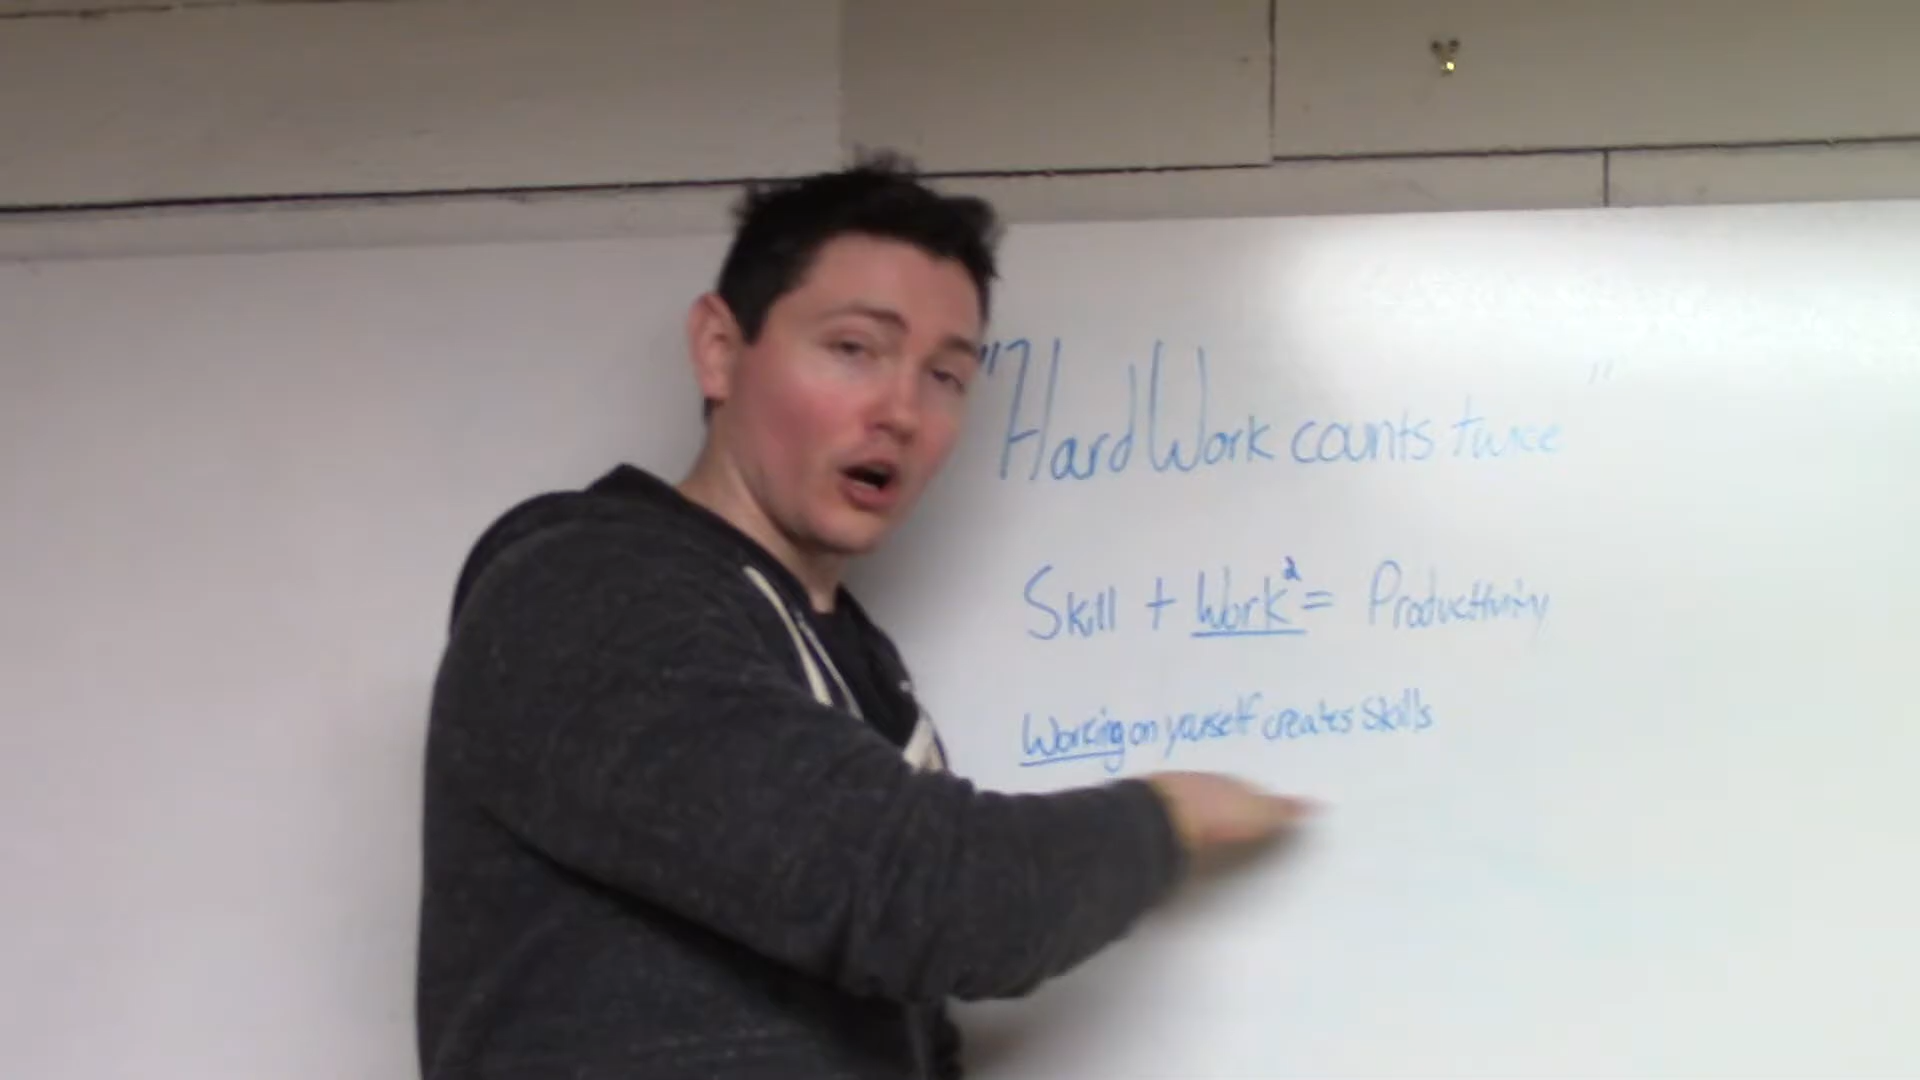 "Hard Work counts twice"
Skill + Work² = Productivity
Working on yourself creates skills